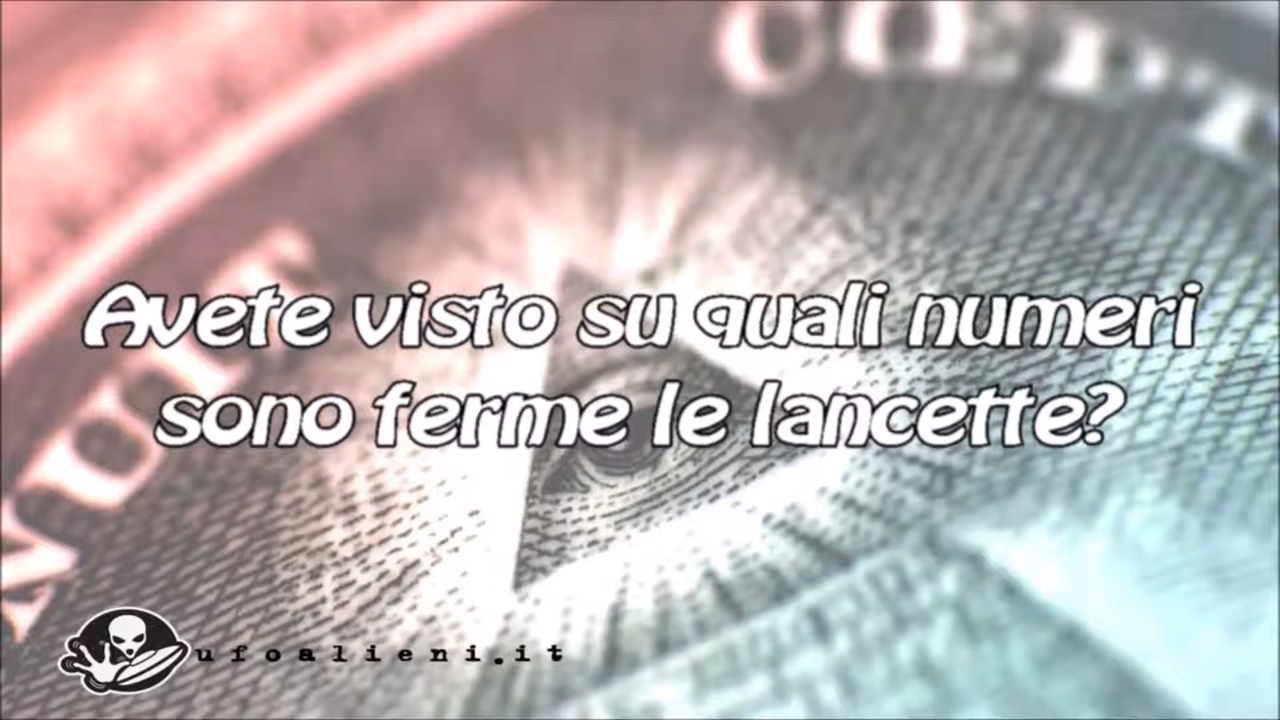 Avete visto su quali numeri
sono ferme le lancette?
ufoalieni.it